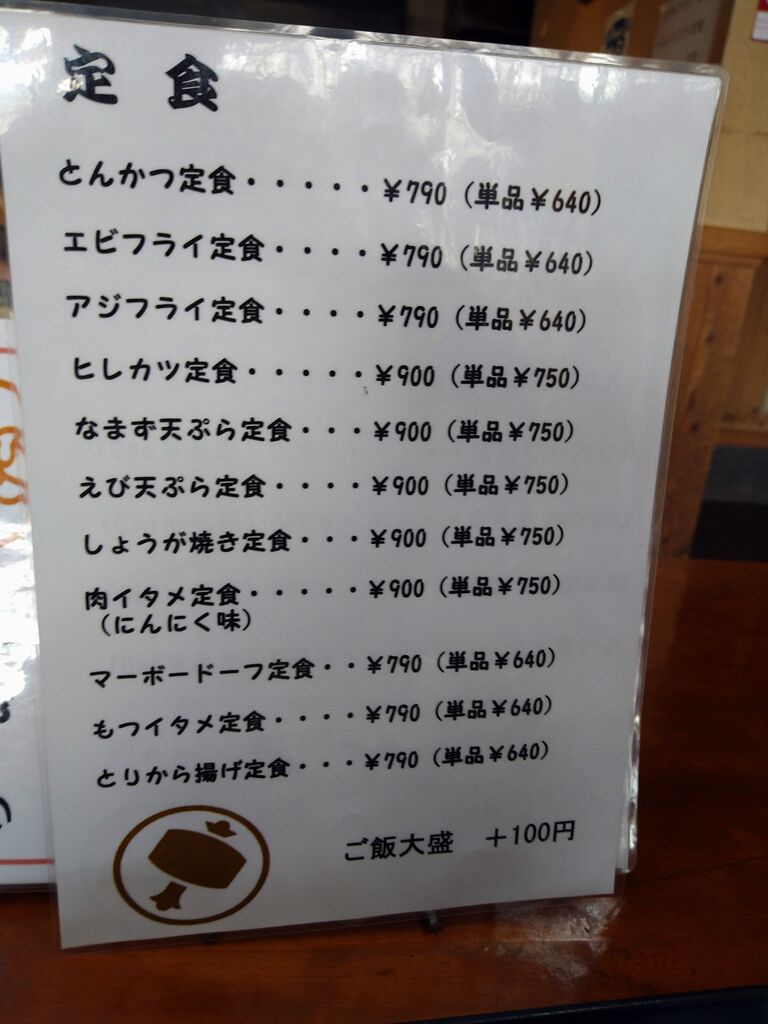 定 食
とんかつ定食・・・・・￥790（単品￥640）
エビフライ定食・・・・￥790（単品￥640）
アジフライ定食・・・・￥790（単品￥640）
ヒレカツ定食・・・・・￥900（単品￥750）
なまず天ぷら定食・・・￥900（単品￥750）
えび天ぷら定食・・・・￥900（単品￥750）
しょうが焼き定食・・・￥900（単品￥750）
肉イタメ定食・・・・・￥900（単品￥750）
（にんにく味）
マーボードーフ定食・・￥790（単品￥640）
もつイタメ定食・・・・￥790（単品￥640）
とりから揚げ定食・・・￥790（単品￥640）
ご飯大盛　＋100円